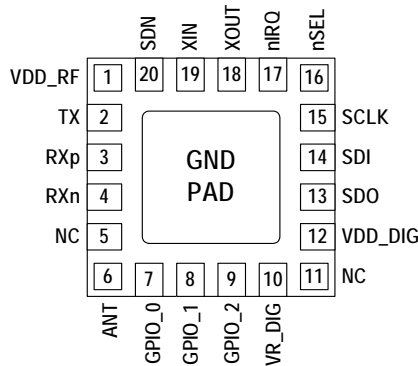 SDN
XIN
XOUT
nIRQ
nSEL
20
19
18
17
16
VDD_RF 1
TX 2
RXp 3
RXn 4
NC 5
GND
PAD
15 SCLK
14 SDI
13 SDO
12 VDD_DIG
11 NC
6
7
8
9
10
ANT
GPIO_0
GPIO_1
GPIO_2
VR_DIG